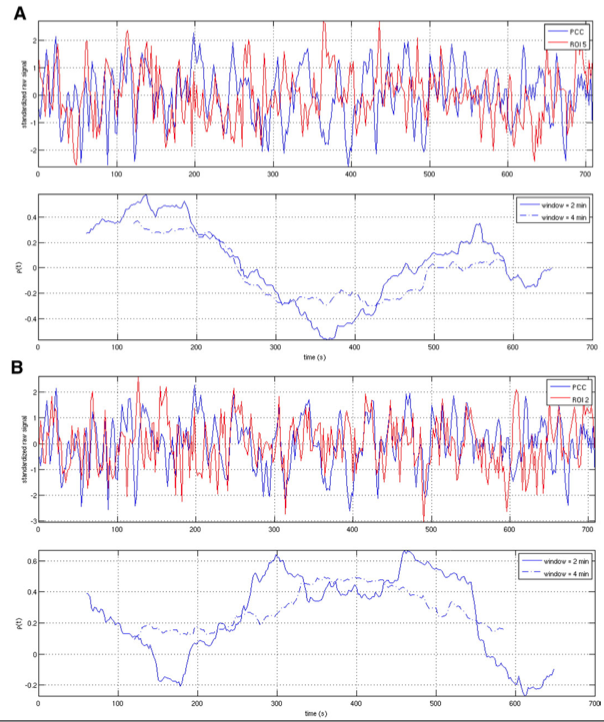 A
PCC
ROI 5
standardized raw signal
2
1
0
-1
-2
0 100 200 300 400 500 600 700
window = 2 min
window = 4 min
ρ(t)
0.4
0.2
0
-0.2
-0.4
0 100 200 300 400 500 600 700
time (s)
B
PCC
ROI 2
standardized raw signal
2
1
0
-1
-2
-3
0 100 200 300 400 500 600 700
window = 2 min
window = 4 min
ρ(t)
0.6
0.4
0.2
0
-0.2
0 100 200 300 400 500 600 700
time (s)